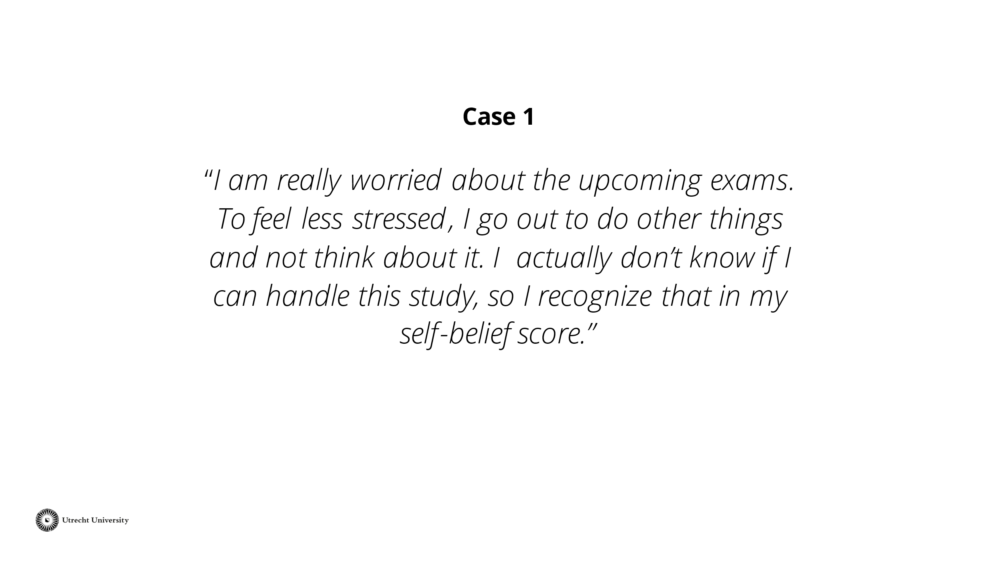 Case 1
“I am really worried about the upcoming exams.
To feel less stressed, I go out to do other things
and not think about it. I actually don’t know if I
can handle this study, so I recognize that in my
self-belief score.”
Utrecht University